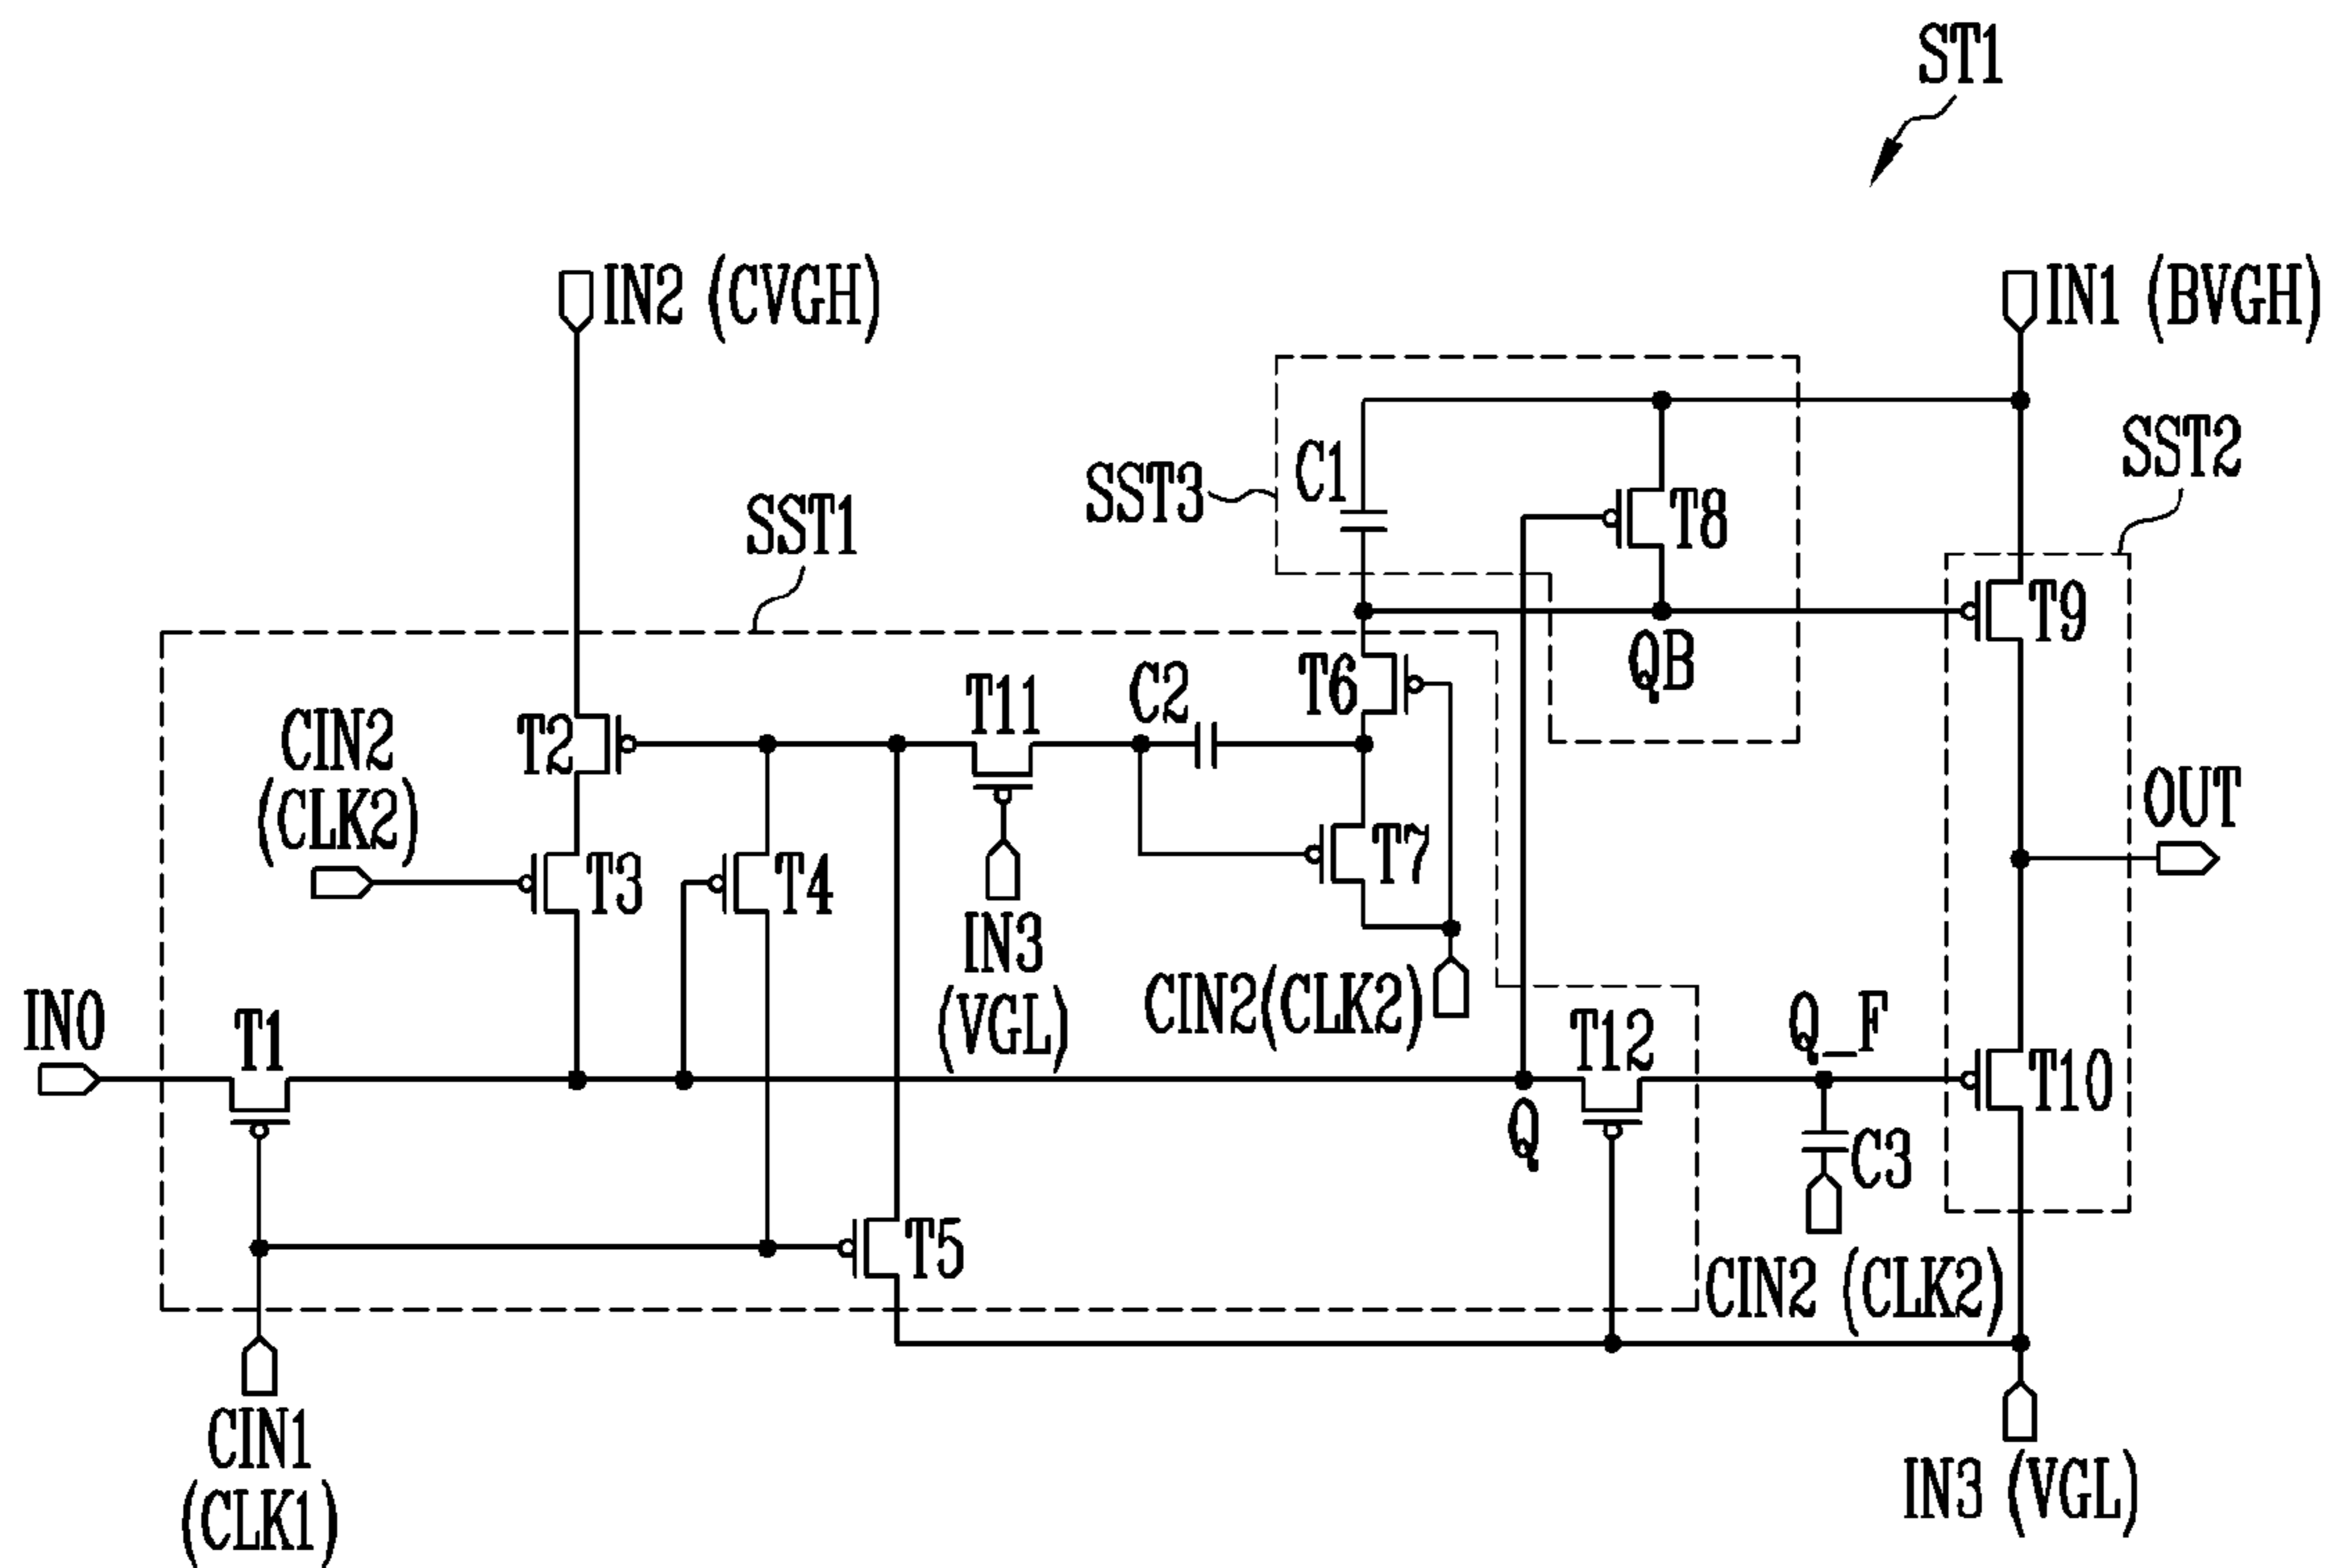 ST1
IN2 (CVGH)
IN1 (BVGH)
SST2
C1
SST3
T8
SST1
T9
QB
T6
C2
T11
T2
CIN2
(CLK2)
OUT
T7
T3
T4
IN3
(VGL)
CIN2(CLK2)
IN0
T1
T12
Q_F
T10
Q
C3
T5
CIN2 (CLK2)
CIN1
(CLK1)
IN3 (VGL)